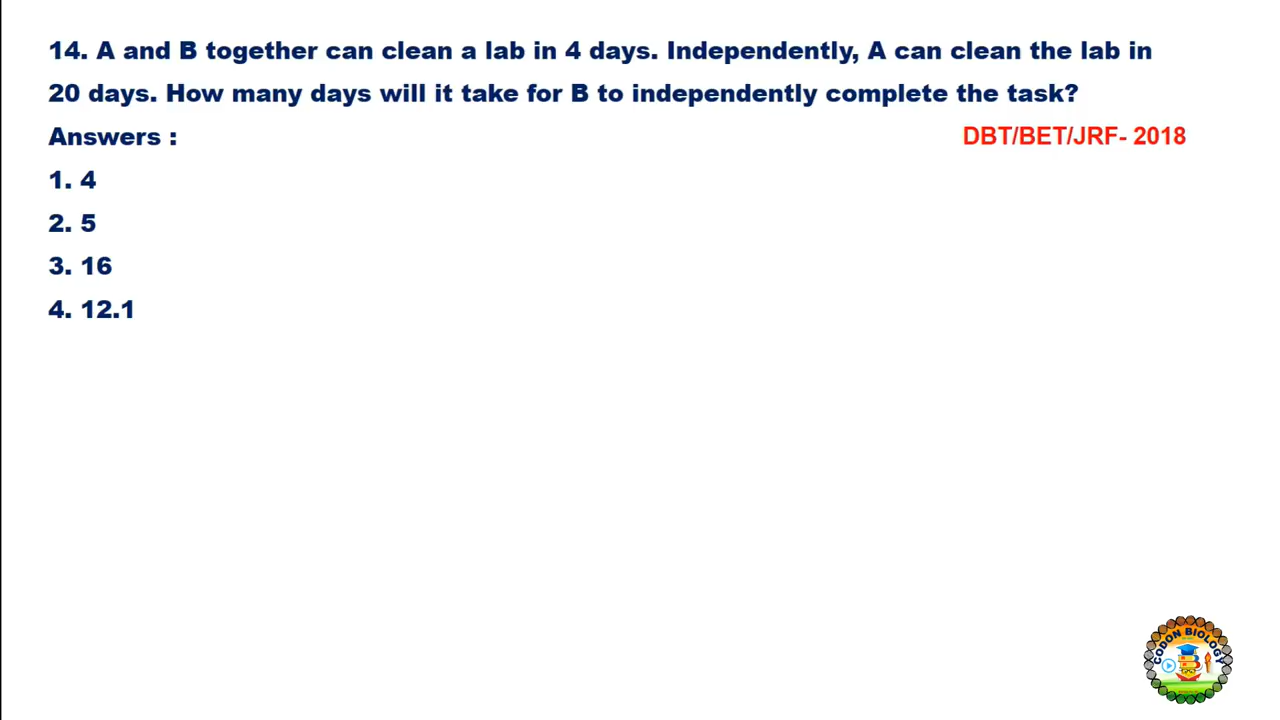 14. A and B together can clean a lab in 4 days. Independently, A can clean the lab in
20 days. How many days will it take for B to independently complete the task?
Answers :
DBT/BET/JRF- 2018
1. 4
2. 5
3. 16
4. 12.1
CODON BIOLOGY